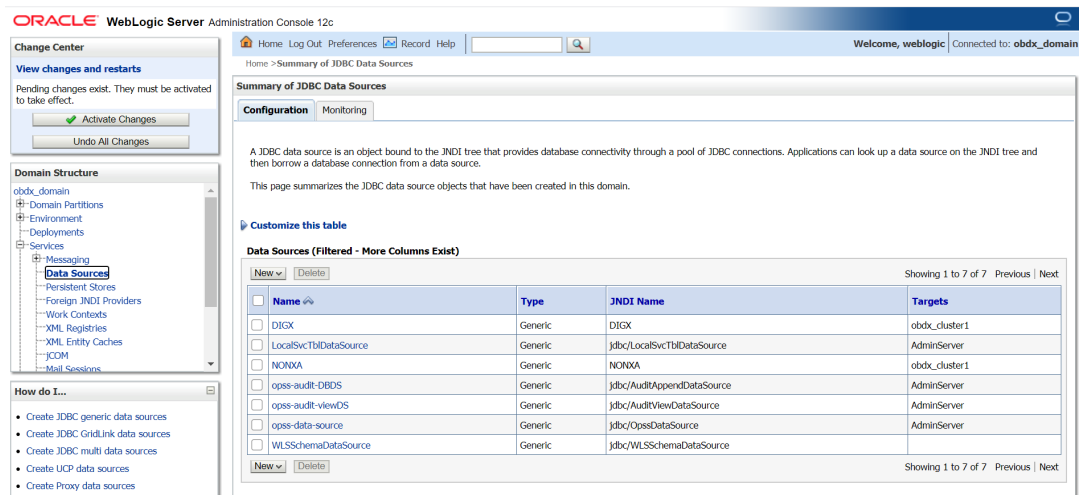 ORACLE® WebLogic Server Administration Console 12c
Change Center
View changes and restarts
Pending changes exist. They must be activated
to take effect.
Activate Changes
Undo All Changes
Domain Structure
obdx_domain
Domain Partitions
Environment
Deployments
Services
Messaging
Data Sources
Persistent Stores
Foreign JNDI Providers
Work Contexts
XML Registries
XML Entity Caches
jCOM
Mail Sessions
How do I...
Create JDBC generic data sources
Create JDBC GridLink data sources
Create JDBC multi data sources
Create UCP data sources
Create Proxy data sources
Home Log Out Preferences Record Help
Welcome, weblogic Connected to: obdx_domain
Home >Summary of JDBC Data Sources
Summary of JDBC Data Sources
Configuration Monitoring
A JDBC data source is an object bound to the JNDI tree that provides database connectivity through a pool of JDBC connections. Applications can look up a data source on the JNDI tree and
then borrow a database connection from a data source.
This page summarizes the JDBC data source objects that have been created in this domain.
Customize this table
Data Sources (Filtered - More Columns Exist)
New Delete Showing 1 to 7 of 7 Previous | Next
Name Type JNDI Name Targets
DIGX Generic DIGX obdx_cluster1
LocalSvcTblDataSource Generic jdbc/LocalSvcTblDataSource AdminServer
NONXA Generic NONXA obdx_cluster1
opss-audit-DBDS Generic jdbc/AuditAppendDataSource AdminServer
opss-audit-viewDS Generic jdbc/AuditViewDataSource AdminServer
opss-data-source Generic jdbc/OpssDataSource AdminServer
WLSSchemaDataSource Generic jdbc/WLSSchemaDataSource
New Delete Showing 1 to 7 of 7 Previous | Next